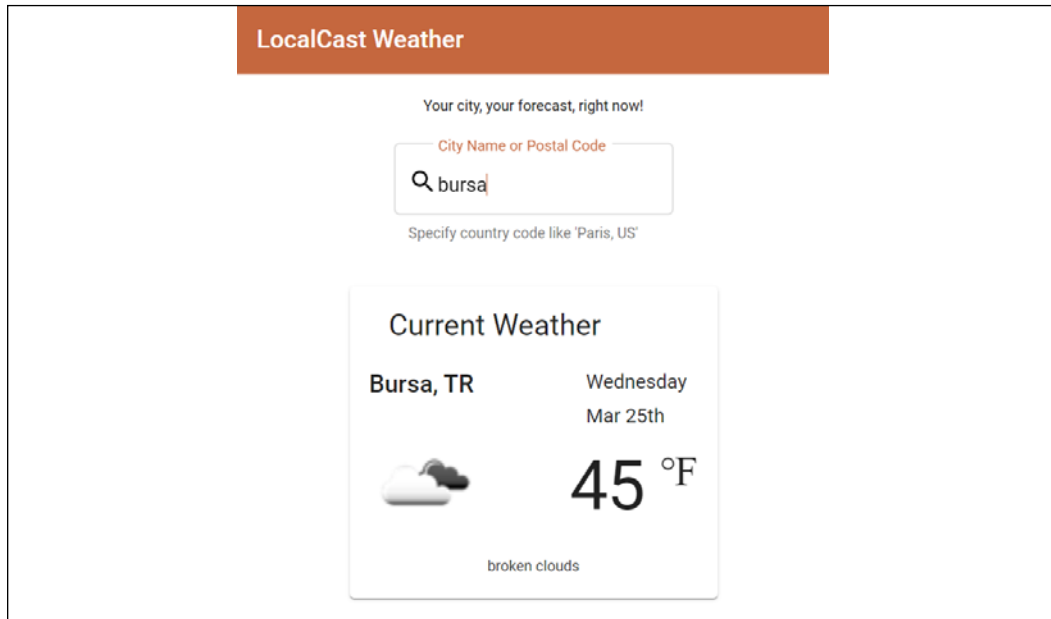 LocalCast Weather
Your city, your forecast, right now!
City Name or Postal Code
bursa
Specify country code like 'Paris, US'
Current Weather
Bursa, TR
Wednesday
Mar 25th
45 °F
broken clouds